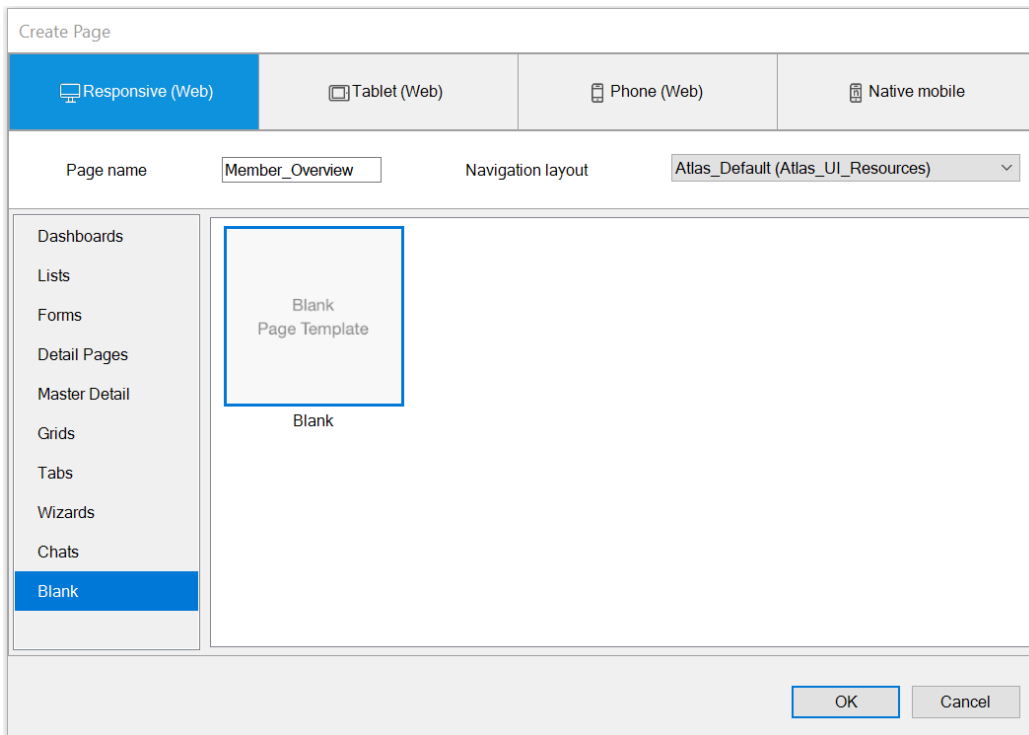 Create Page
Responsive (Web)
Tablet (Web)
Phone (Web)
Native mobile
Page name
Member_Overview
Navigation layout
Atlas_Default (Atlas_UI_Resources)
Dashboards
Lists
Forms
Detail Pages
Master Detail
Grids
Tabs
Wizards
Chats
Blank
Blank
Page Template
Blank
OK
Cancel